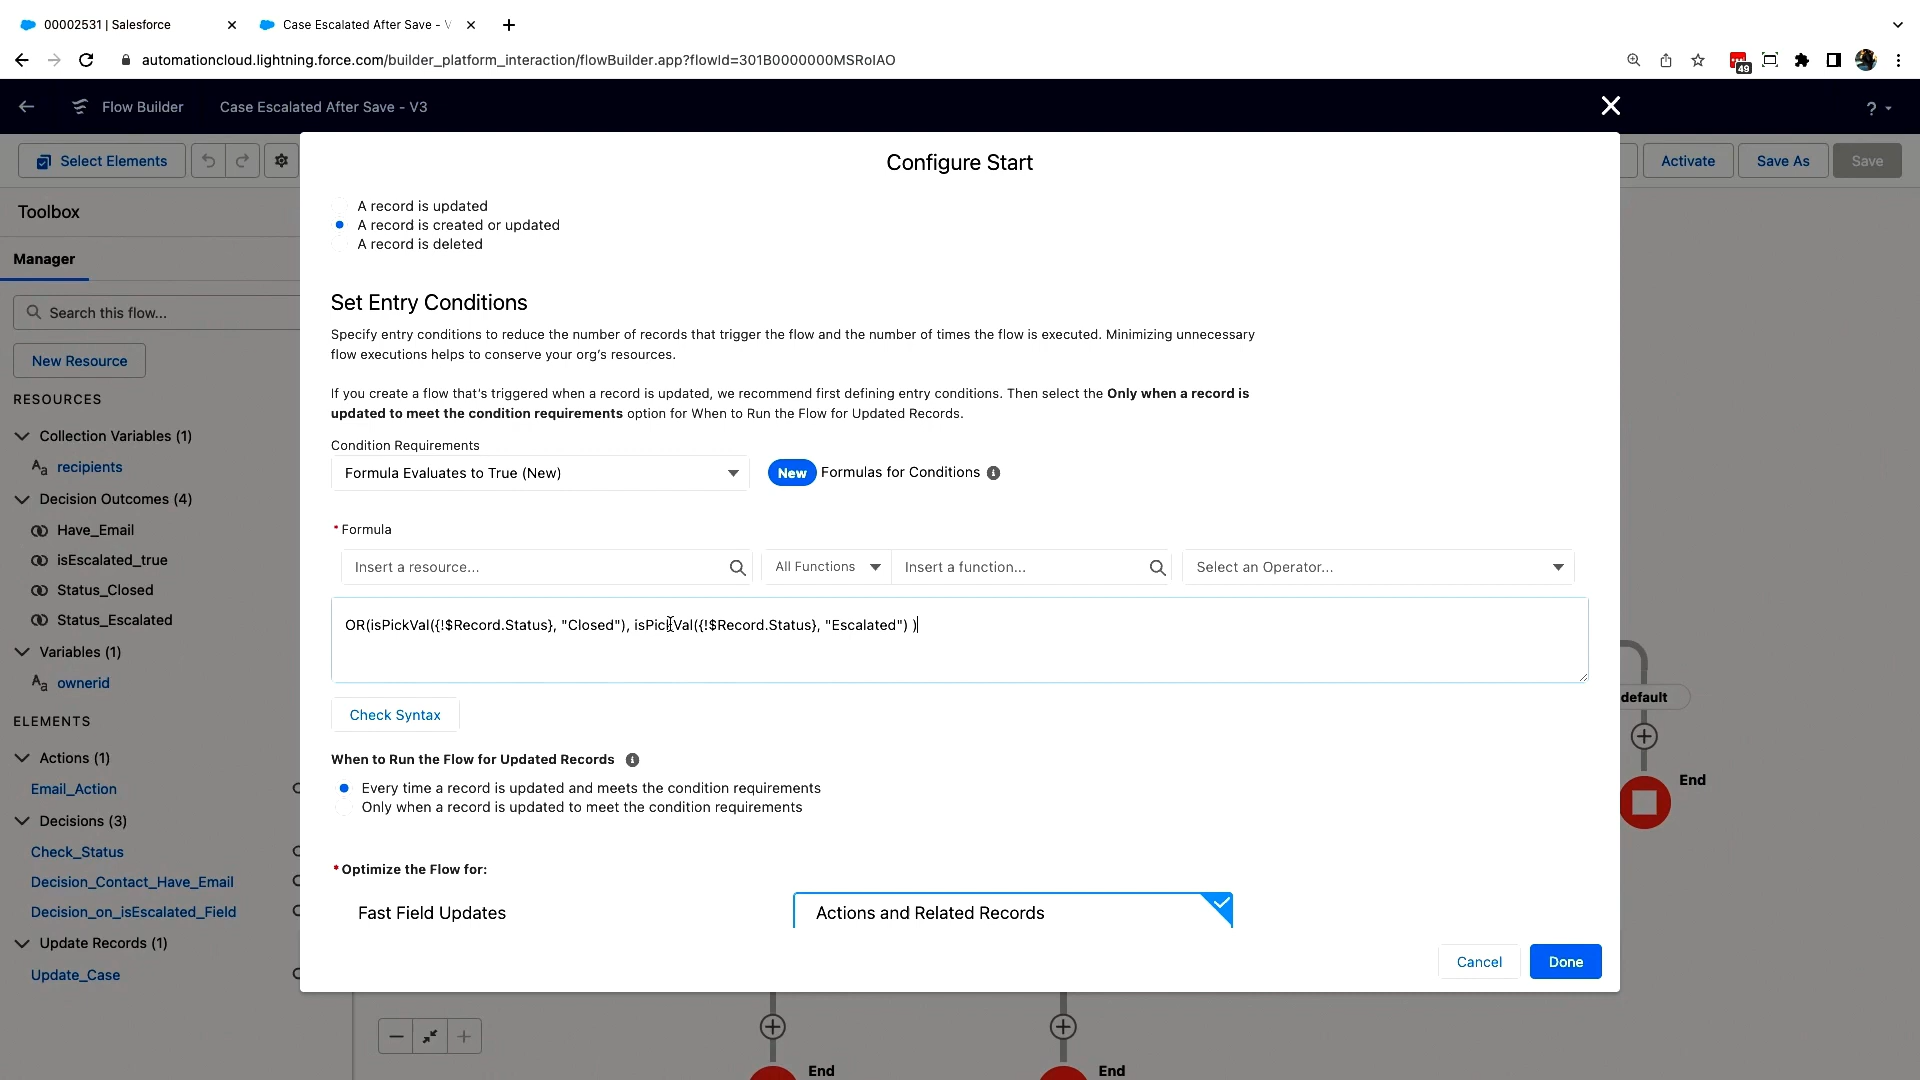 00002531 | Salesforce
Case Escalated After Save - V
automationcloud.lightning.force.com/builder_platform_interaction/flowBuilder.app?flowId=301B0000000MSRoIAO
49
Flow Builder
Case Escalated After Save - V3
?
Select Elements
Activate
Save As
Save
Toolbox
Manager
Search this flow...
New Resource
RESOURCES
Collection Variables (1)
recipients
Decision Outcomes (4)
Have_Email
isEscalated_true
Status_Closed
Status_Escalated
Variables (1)
ownerid
ELEMENTS
Actions (1)
Email_Action
Decisions (3)
Check_Status
Decision_Contact_Have_Email
Decision_on_isEscalated_Field
Update Records (1)
Update_Case
Configure Start
A record is updated
A record is created or updated
A record is deleted
Set Entry Conditions
Specify entry conditions to reduce the number of records that trigger the flow and the number of times the flow is executed. Minimizing unnecessary
flow executions helps to conserve your org's resources.
If you create a flow that's triggered when a record is updated, we recommend first defining entry conditions. Then select the Only when a record is
updated to meet the condition requirements option for When to Run the Flow for Updated Records.
Condition Requirements
Formula Evaluates to True (New)
New Formulas for Conditions
* Formula
Insert a resource...
All Functions
Insert a function...
Select an Operator...
OR(isPickVal({!$Record.Status}, "Closed"), isPickVal({!$Record.Status}, "Escalated") )
Check Syntax
When to Run the Flow for Updated Records
Every time a record is updated and meets the condition requirements
Only when a record is updated to meet the condition requirements
* Optimize the Flow for:
Fast Field Updates
Actions and Related Records
Cancel
Done
default
End
End
End